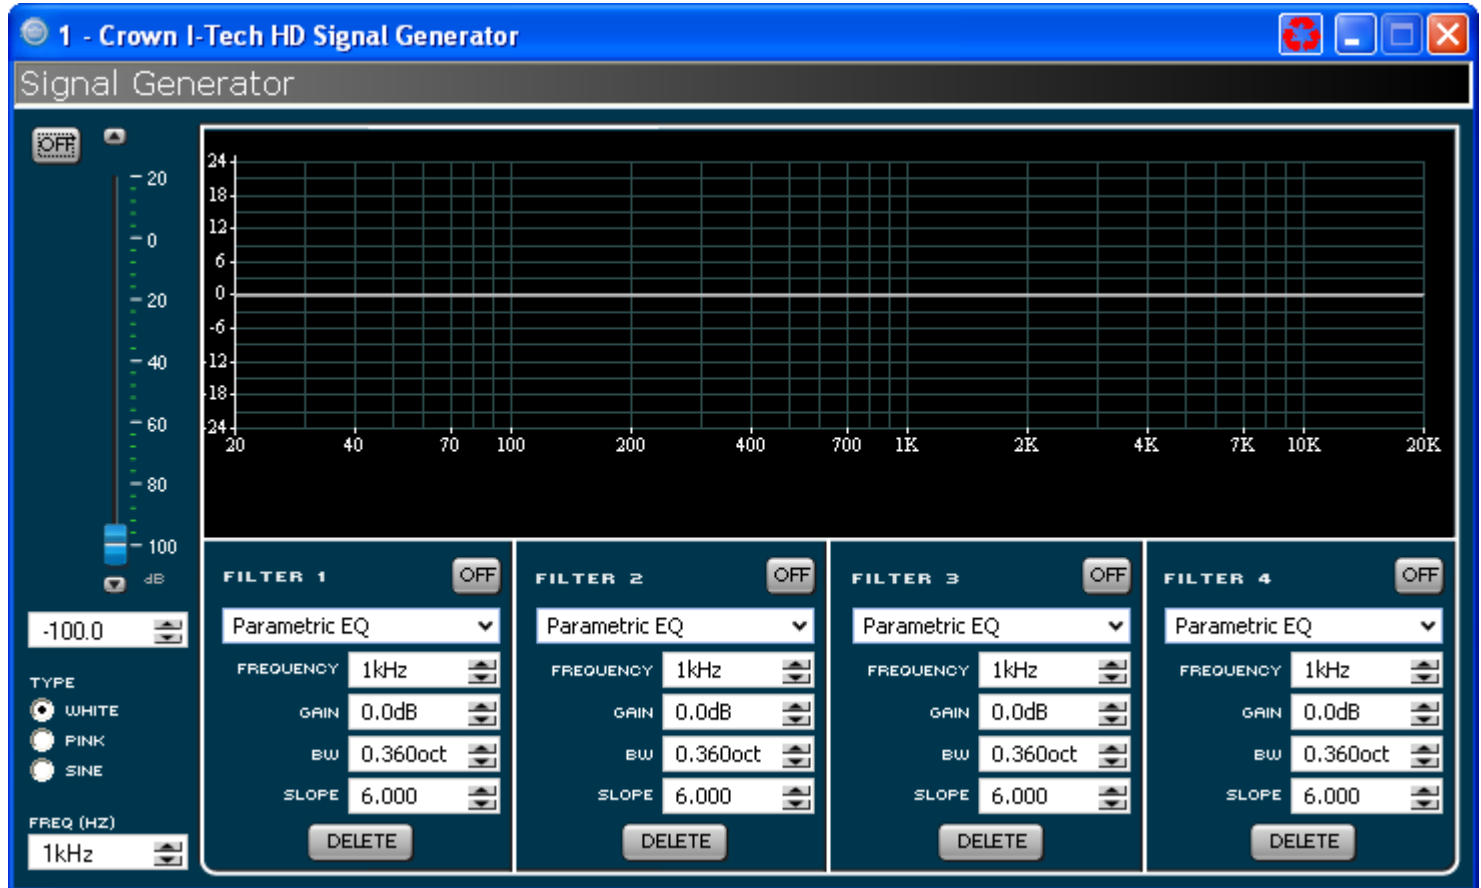 1 - Crown I-Tech HD Signal Generator
Signal Generator
OFF
20
0
20
40
60
80
100
dB
-100.0
TYPE
WHITE
PINK
SINE
FREQ (HZ)
1kHz
24
18
12
6
0
-6
-12
-18
-24
20 40 70 100 200 400 700 1K 2K 4K 7K 10K 20K
FILTER 1 OFF
Parametric EQ
FREQUENCY 1kHz
GAIN 0.0dB
BW 0.360oct
SLOPE 6.000
DELETE
FILTER 2 OFF
Parametric EQ
FREQUENCY 1kHz
GAIN 0.0dB
BW 0.360oct
SLOPE 6.000
DELETE
FILTER 3 OFF
Parametric EQ
FREQUENCY 1kHz
GAIN 0.0dB
BW 0.360oct
SLOPE 6.000
DELETE
FILTER 4 OFF
Parametric EQ
FREQUENCY 1kHz
GAIN 0.0dB
BW 0.360oct
SLOPE 6.000
DELETE